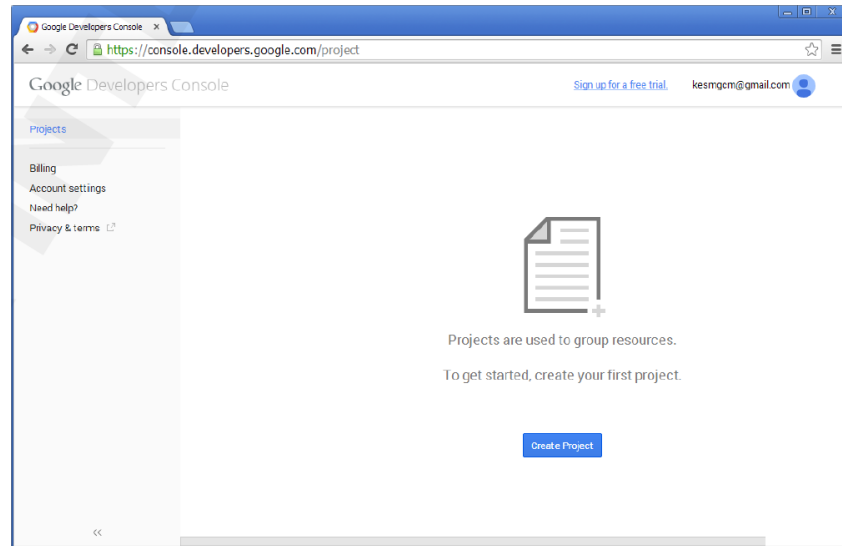 Google Developers Console
https://console.developers.google.com/project
Google Developers Console
Sign up for a free trial.
kesmgcm@gmail.com
Projects
Billing
Account settings
Need help?
Privacy & terms
Projects are used to group resources.
To get started, create your first project.
Create Project